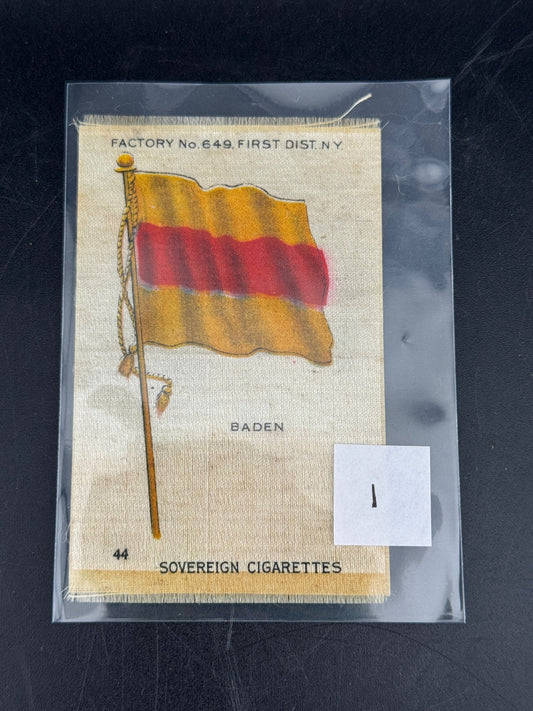 FACTORY No. 649, FIRST DIST. N.Y.
BADEN
1
44
SOVEREIGN CIGARETTES